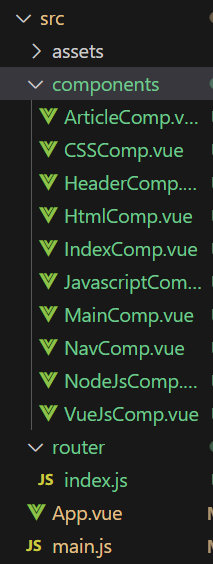 src
assets
components
ArticleComp.v...
CSSComp.vue
HeaderComp....
HtmlComp.vue
IndexComp.vue
JavascriptCom...
MainComp.vue
NavComp.vue
NodeJsComp....
VueJsComp.vue
router
JS index.js
App.vue
JS main.js